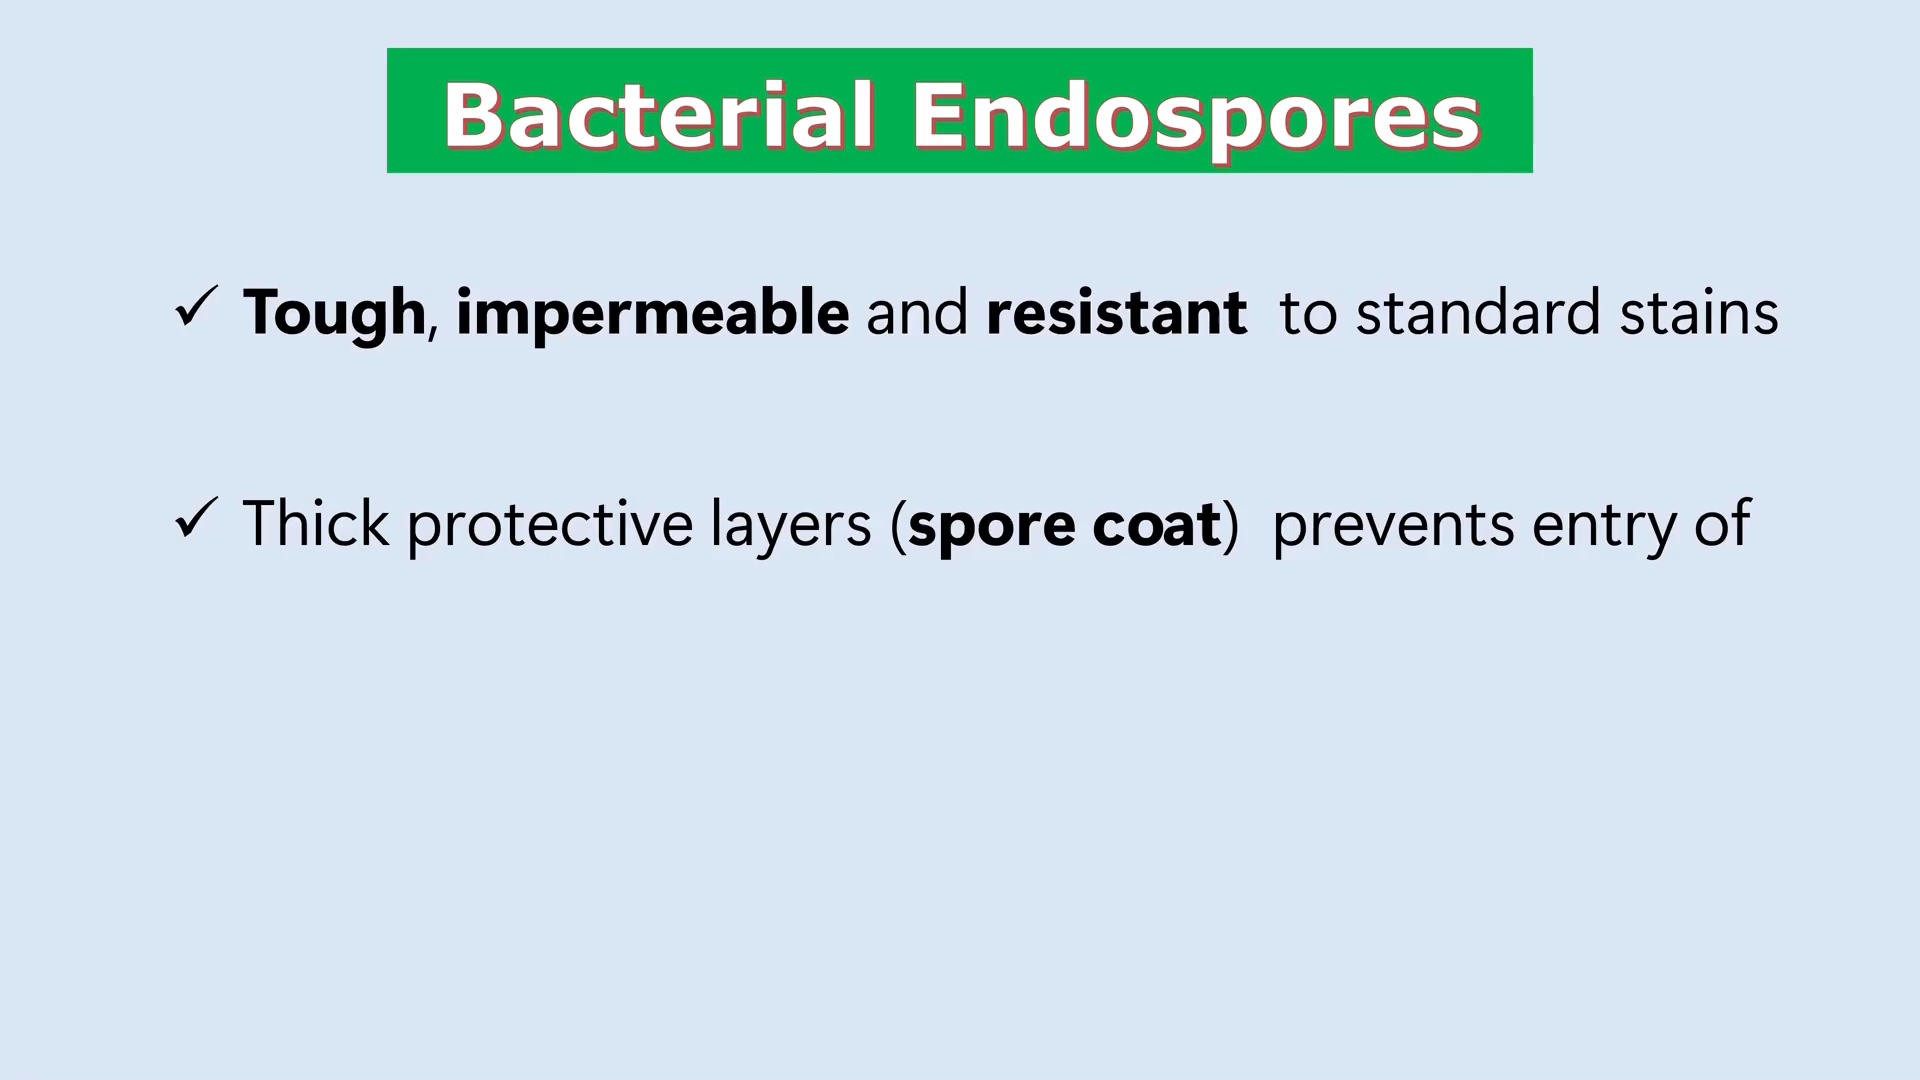 Bacterial Endospores
✓ Tough, impermeable and resistant to standard stains
✓ Thick protective layers (spore coat) prevents entry of